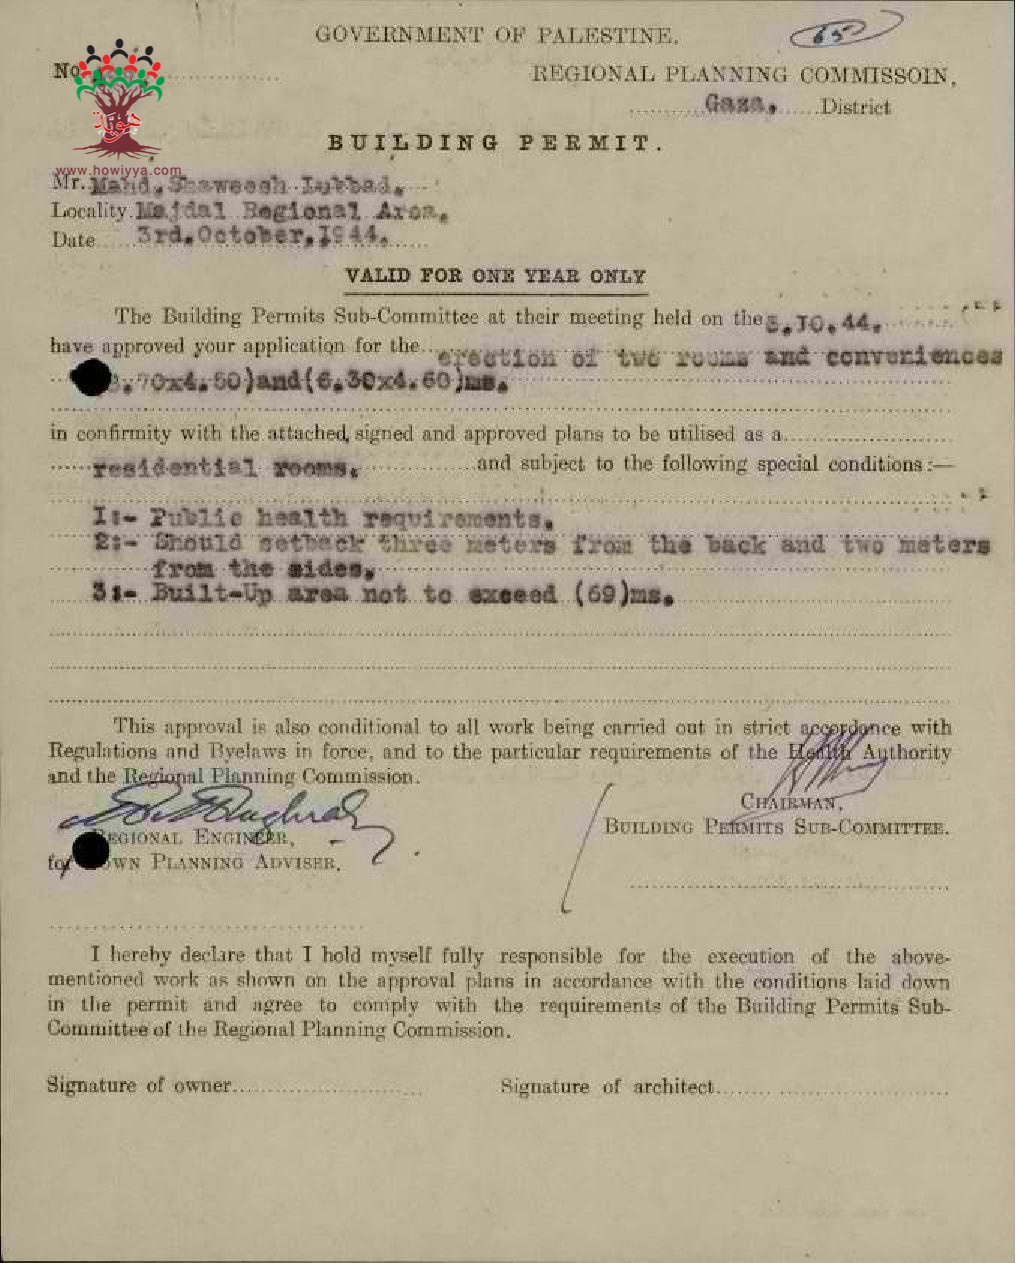 GOVERNMENT OF PALESTINE.
65
No
REGIONAL PLANNING COMMISSOIN,
Gaza, District
هوية
www.howiyya.com
BUILDING PERMIT.
Mr. Mahd. Shaweesh Lubbad.
Locality. Majdal Regional Area.
Date 3rd. October, 1944.
VALID FOR ONE YEAR ONLY
The Building Permits Sub-Committee at their meeting held on the 3.10.44.
have approved your application for the erection of two rooms and conveniences
.70x4.60)and(6.30x4.60)ms.
in confirmity with the attached, signed and approved plans to be utilised as a
residential rooms. and subject to the following special conditions:—
1:- Public health requirements.
2:- Should setback three meters from the back and two meters
from the sides.
3:- Built-Up area not to exceed (69)ms.
This approval is also conditional to all work being carried out in strict accordance with
Regulations and Byelaws in force, and to the particular requirements of the Health Authority
and the Regional Planning Commission.
CHAIRMAN,
BUILDING PERMITS SUB-COMMITTEE.
REGIONAL ENGINEER,
for TOWN PLANNING ADVISER.
I hereby declare that I hold myself fully responsible for the execution of the above-
mentioned work as shown on the approval plans in accordance with the conditions laid down
in the permit and agree to comply with the requirements of the Building Permits Sub-
Committee of the Regional Planning Commission.
Signature of owner
Signature of architect